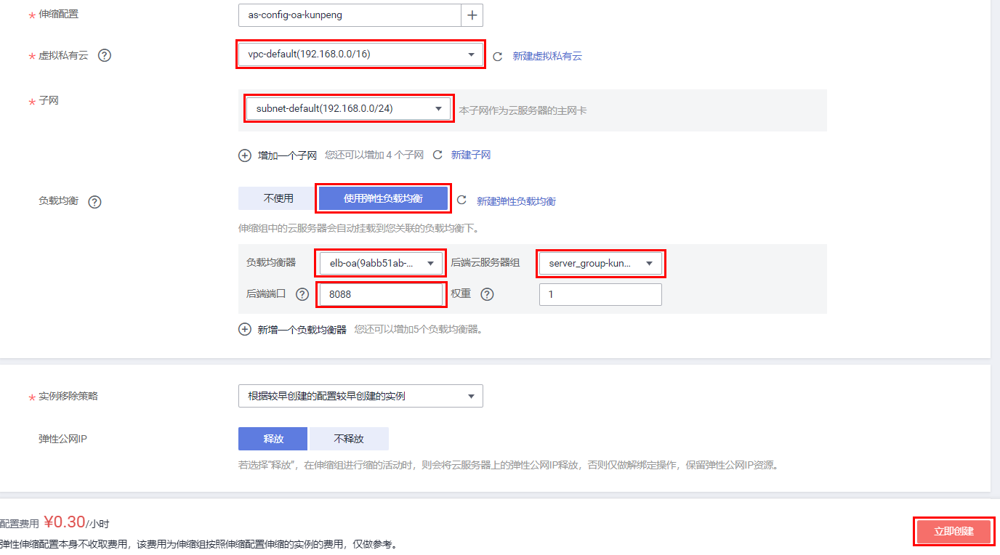 * 伸缩配置 as-config-oa-kunpeng +
* 虚拟私有云 ? vpc-default(192.168.0.0/16) 新建虚拟私有云
* 子网 subnet-default(192.168.0.0/24) 本子网作为云服务器的主网卡
增加一个子网 您还可以增加 4 个子网 新建子网
负载均衡 ? 不使用 使用弹性负载均衡 新建弹性负载均衡
伸缩组中的云服务器会自动挂载到您关联的负载均衡下。
负载均衡器 elb-oa(9abb51ab-... 后端云服务器组 server_group-kun...
后端端口 ? 8088 权重 ? 1
新增一个负载均衡器 您还可以增加5个负载均衡器。
* 实例移除策略 根据较早创建的配置较早创建的实例
弹性公网IP 释放 不释放
若选择“释放”，在伸缩组进行缩的活动时，则会将云服务器上的弹性公网IP释放，否则仅做解绑定操作，保留弹性公网IP资源。
配置费用 ¥0.30/小时
弹性伸缩配置本身不收取费用，该费用为伸缩组按照伸缩配置伸缩的实例的费用，仅做参考。
立即创建